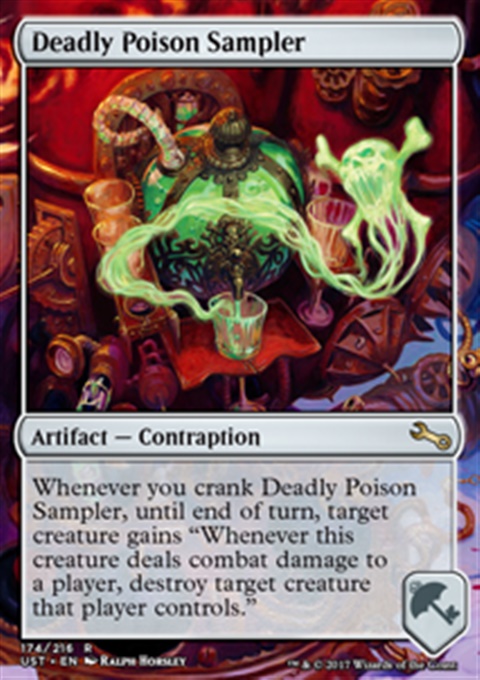 Deadly Poison Sampler
Artifact — Contraption
Whenever you crank Deadly Poison
Sampler, until end of turn, target
creature gains “Whenever this
creature deals combat damage to
a player, destroy target creature
that player controls.”
174/216 R
UST • EN Ralph Horsley
™ & © 2017 Wizards of the Coast